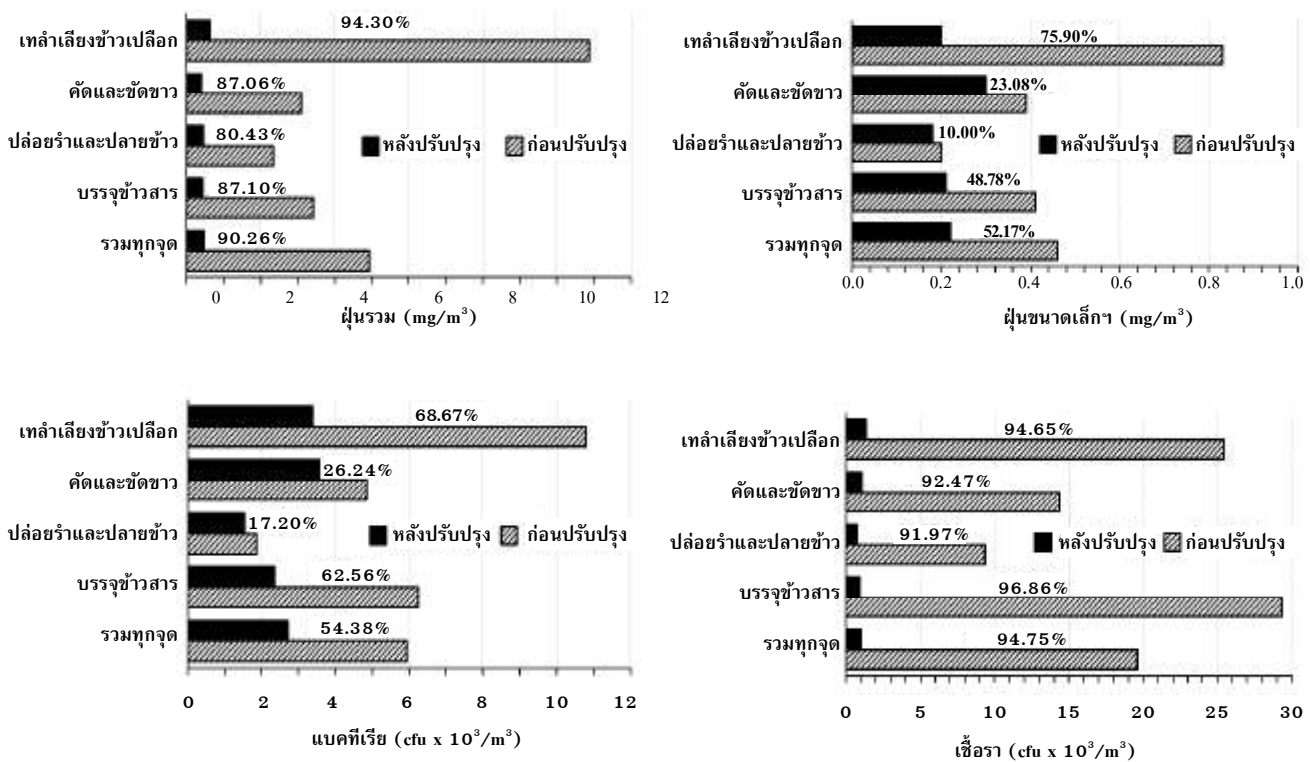 94.30%
เทลำเลียงข้าวเปลือก
87.06%
คัดและขัดขาว
80.43%
ปล่อยรำและปลายข้าว
หลังปรับปรุง ก่อนปรับปรุง
87.10%
บรรจุข้าวสาร
90.26%
รวมทุกจุด
0 2 4 6 8 10 12
ฝุ่นรวม (mg/m³)
75.90%
เทลำเลียงข้าวเปลือก
23.08%
คัดและขัดขาว
10.00%
ปล่อยรำและปลายข้าว
หลังปรับปรุง ก่อนปรับปรุง
48.78%
บรรจุข้าวสาร
52.17%
รวมทุกจุด
0.0 0.2 0.4 0.6 0.8 1.0
ฝุ่นขนาดเล็กฯ (mg/m³)
68.67%
เทลำเลียงข้าวเปลือก
26.24%
คัดและขัดขาว
17.20%
ปล่อยรำและปลายข้าว
หลังปรับปรุง ก่อนปรับปรุง
62.56%
บรรจุข้าวสาร
54.38%
รวมทุกจุด
0 2 4 6 8 10 12
แบคทีเรีย (cfu x 10³/m³)
94.65%
เทลำเลียงข้าวเปลือก
92.47%
คัดและขัดขาว
91.97%
ปล่อยรำและปลายข้าว
หลังปรับปรุง ก่อนปรับปรุง
96.86%
บรรจุข้าวสาร
94.75%
รวมทุกจุด
0 5 10 15 20 25 30
เชื้อรา (cfu x 10³/m³)